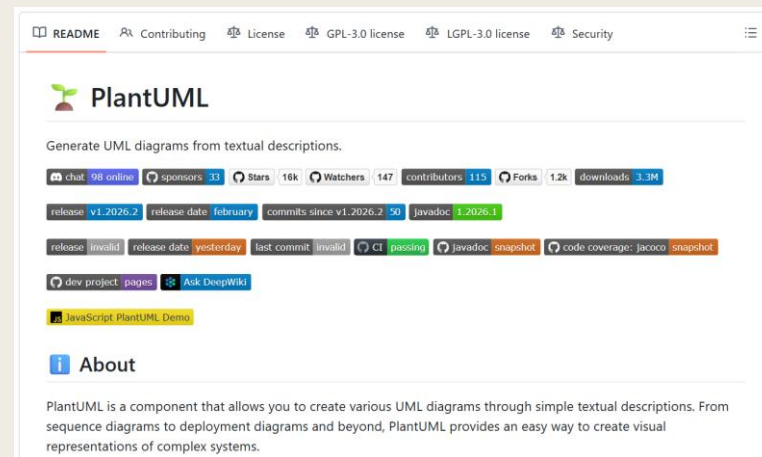 README Contributing License GPL-3.0 license LGPL-3.0 license Security
PlantUML
Generate UML diagrams from textual descriptions.
chat 98 online sponsors 33 Stars 16k Watchers 147 contributors 115 Forks 1.2k downloads 3.3M
release v1.2026.2 release date february commits since v1.2026.2 50 javadoc 1.2026.1
release invalid release date yesterday last commit invalid CI passing javadoc snapshot code coverage: jacoco snapshot
dev project pages Ask DeepWiki
JS JavaScript PlantUML Demo
i About
PlantUML is a component that allows you to create various UML diagrams through simple textual descriptions. From
sequence diagrams to deployment diagrams and beyond, PlantUML provides an easy way to create visual
representations of complex systems.